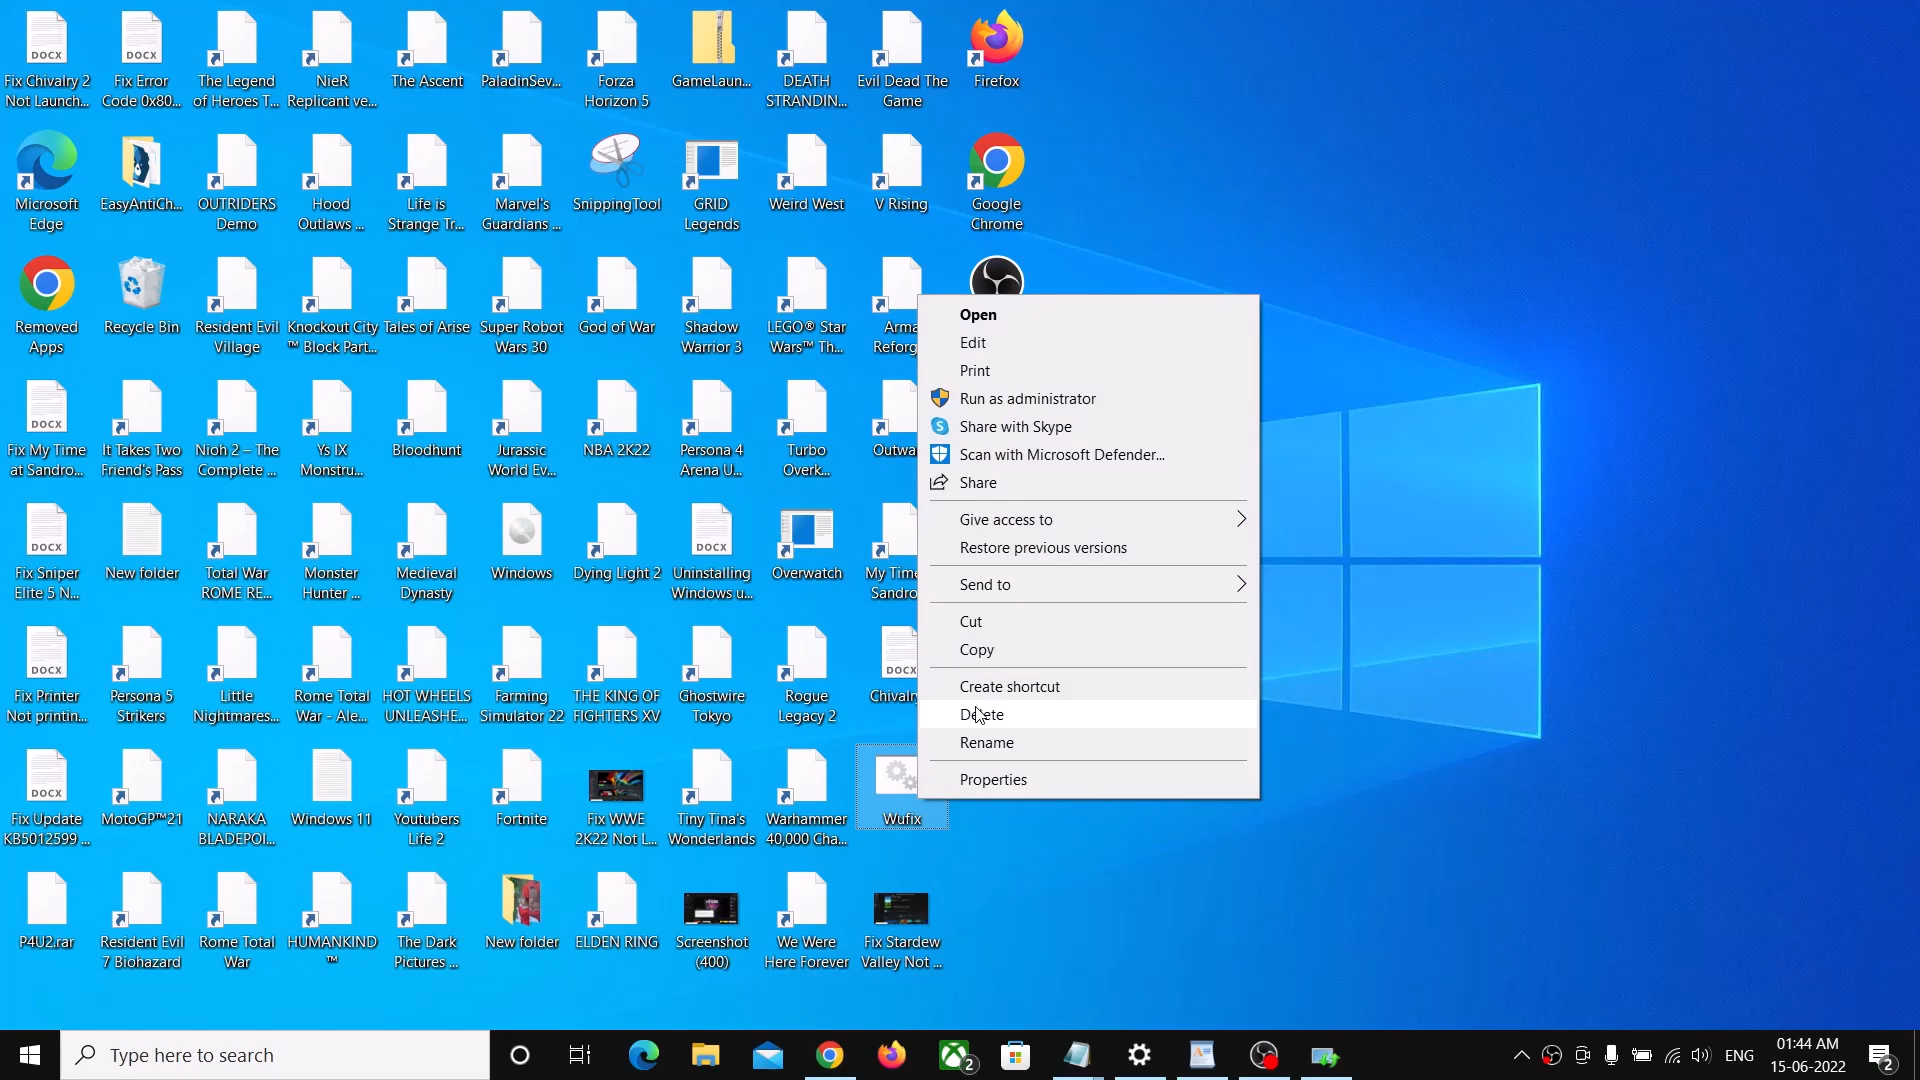 Fix Chivalry 2
Not Launch...
Fix Error
Code 0x80...
The Legend
of Heroes T...
NieR
Replicant ve...
The Ascent
PaladinSev...
Forza
Horizon 5
GameLaun...
DEATH
STRANDIN...
Evil Dead The
Game
Firefox
Microsoft
Edge
EasyAntiCh...
OUTRIDERS
Demo
Hood
Outlaws ...
Life is
Strange Tr...
Marvel's
Guardians ...
SnippingTool
GRID
Legends
Weird West
V Rising
Google
Chrome
Removed
Apps
Recycle Bin
Resident Evil
Village
Knockout City
™ Block Part...
Tales of Arise
Super Robot
Wars 30
God of War
Shadow
Warrior 3
LEGO® Star
Wars™ Th...
Arma
Reforg
DOCX
Fix My Time
at Sandro...
It Takes Two
Friend's Pass
Nioh 2 – The
Complete ...
Ys IX
Monstru...
Bloodhunt
Jurassic
World Ev...
NBA 2K22
Persona 4
Arena U...
Turbo
Overk...
Outwa
DOCX
Fix Sniper
Elite 5 N...
New folder
Total War
ROME RE...
Monster
Hunter ...
Medieval
Dynasty
Windows
Dying Light 2
DOCX
Uninstalling
Windows u...
Overwatch
My Time
Sandro
DOCX
Fix Printer
Not printin...
Persona 5
Strikers
Little
Nightmares...
Rome Total
War - Ale...
HOT WHEELS
UNLEASHE...
Farming
Simulator 22
THE KING OF
FIGHTERS XV
Ghostwire
Tokyo
Rogue
Legacy 2
DOCX
Chivalr
DOCX
Fix Update
KB5012599 ...
MotoGP™21
NARAKA
BLADEPOI...
Windows 11
Youtubers
Life 2
Fortnite
Fix WWE
2K22 Not L...
Tiny Tina's
Wonderlands
Warhammer
40,000 Cha...
Wufix
P4U2.rar
Resident Evil
7 Biohazard
Rome Total
War
HUMANKIND
™
The Dark
Pictures ...
New folder
ELDEN RING
Screenshot
(400)
We Were
Here Forever
Fix Stardew
Valley Not ...
DOCX
DOCX
Open
Edit
Print
Run as administrator
Share with Skype
Scan with Microsoft Defender...
Share
Give access to
Restore previous versions
Send to
Cut
Copy
Create shortcut
Delete
Rename
Properties
Type here to search
2
ENG
01:44 AM
15-06-2022
2